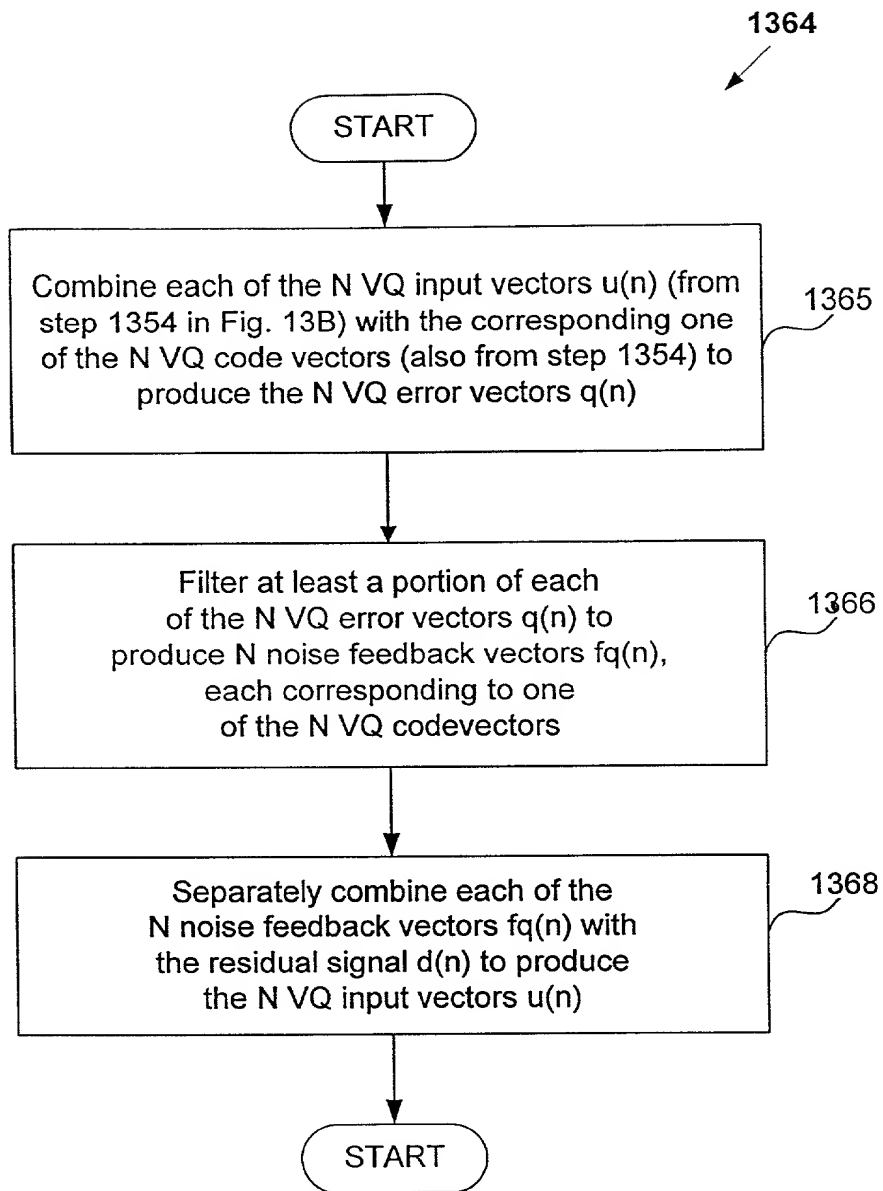 1364
START
Combine each of the N VQ input vectors u(n) (from
step 1354 in Fig. 13B) with the corresponding one
of the N VQ code vectors (also from step 1354) to
produce the N VQ error vectors q(n)
1365
Filter at least a portion of each
of the N VQ error vectors q(n) to
produce N noise feedback vectors fq(n),
each corresponding to one
of the N VQ codevectors
1366
Separately combine each of the
N noise feedback vectors fq(n) with
the residual signal d(n) to produce
the N VQ input vectors u(n)
1368
START